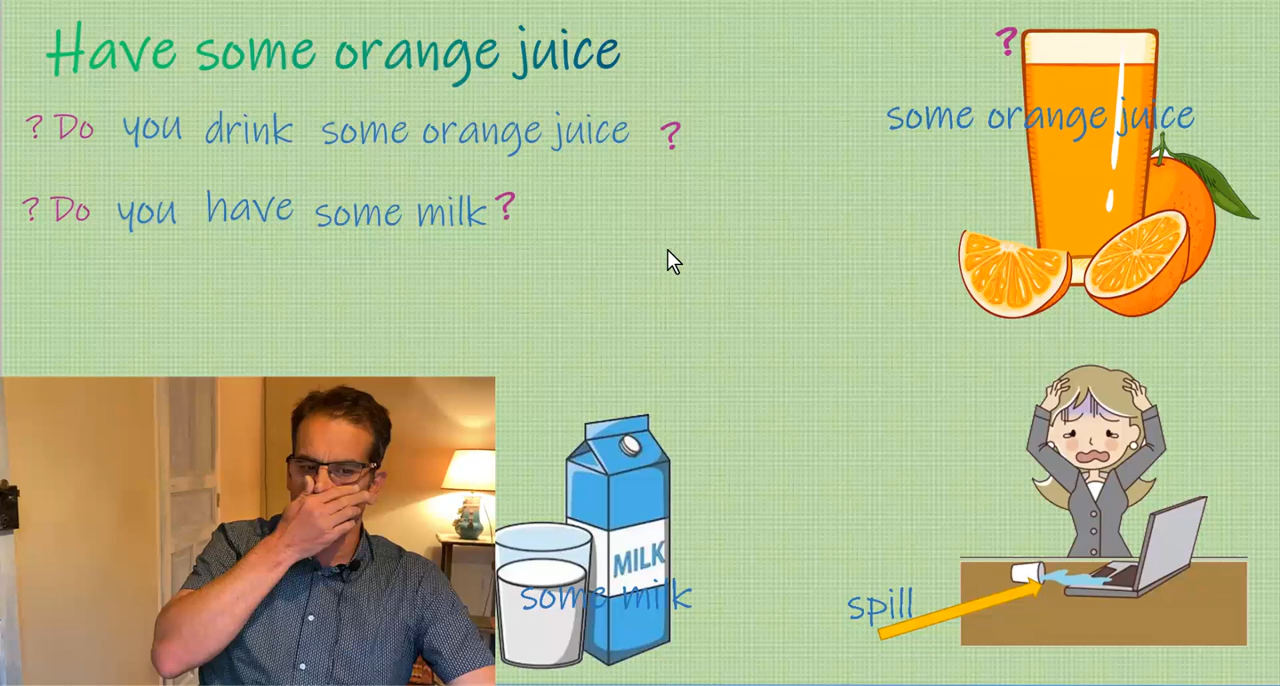 Have some orange juice
? Do you drink some orange juice ?
? Do you have some milk ?
?
some orange juice
MILK
some milk
spill